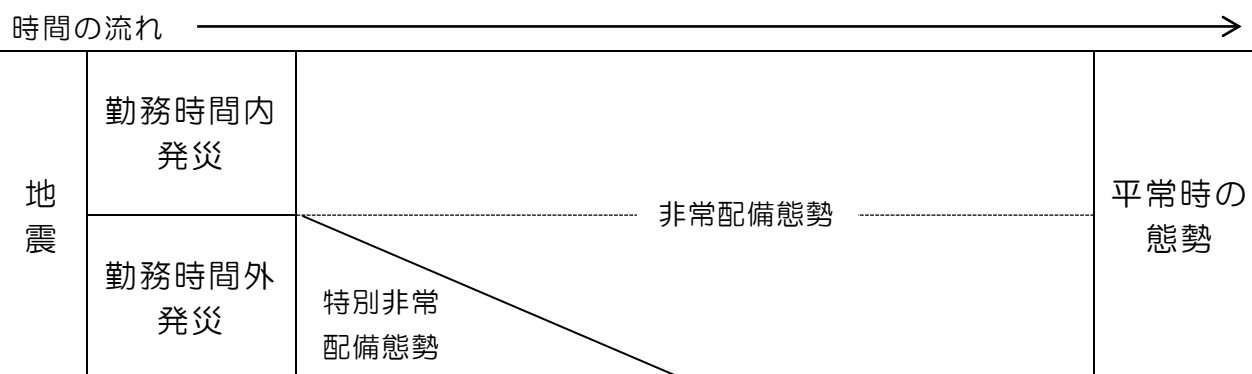 時間の流れ
地
震
勤務時間内
発災
勤務時間外
発災
非常配備態勢
特別非常
配備態勢
平常時の
態勢